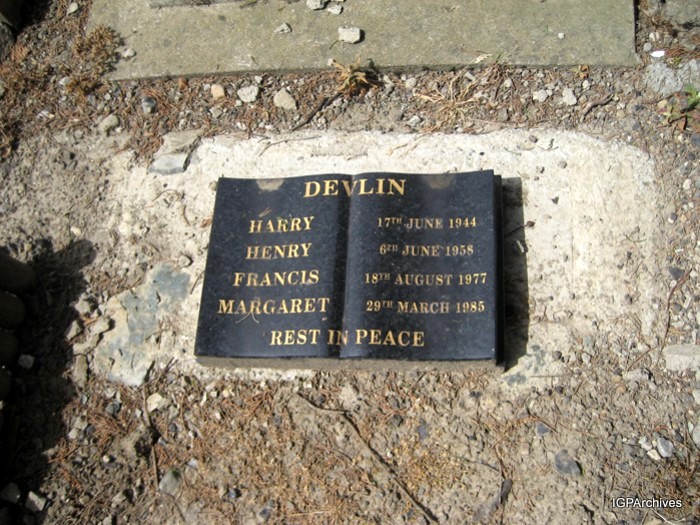 DEVLIN
HARRY 17TH JUNE 1944
HENRY 6TH JUNE 1958
FRANCIS 18TH AUGUST 1977
MARGARET 29TH MARCH 1985
REST IN PEACE
IGPArchives